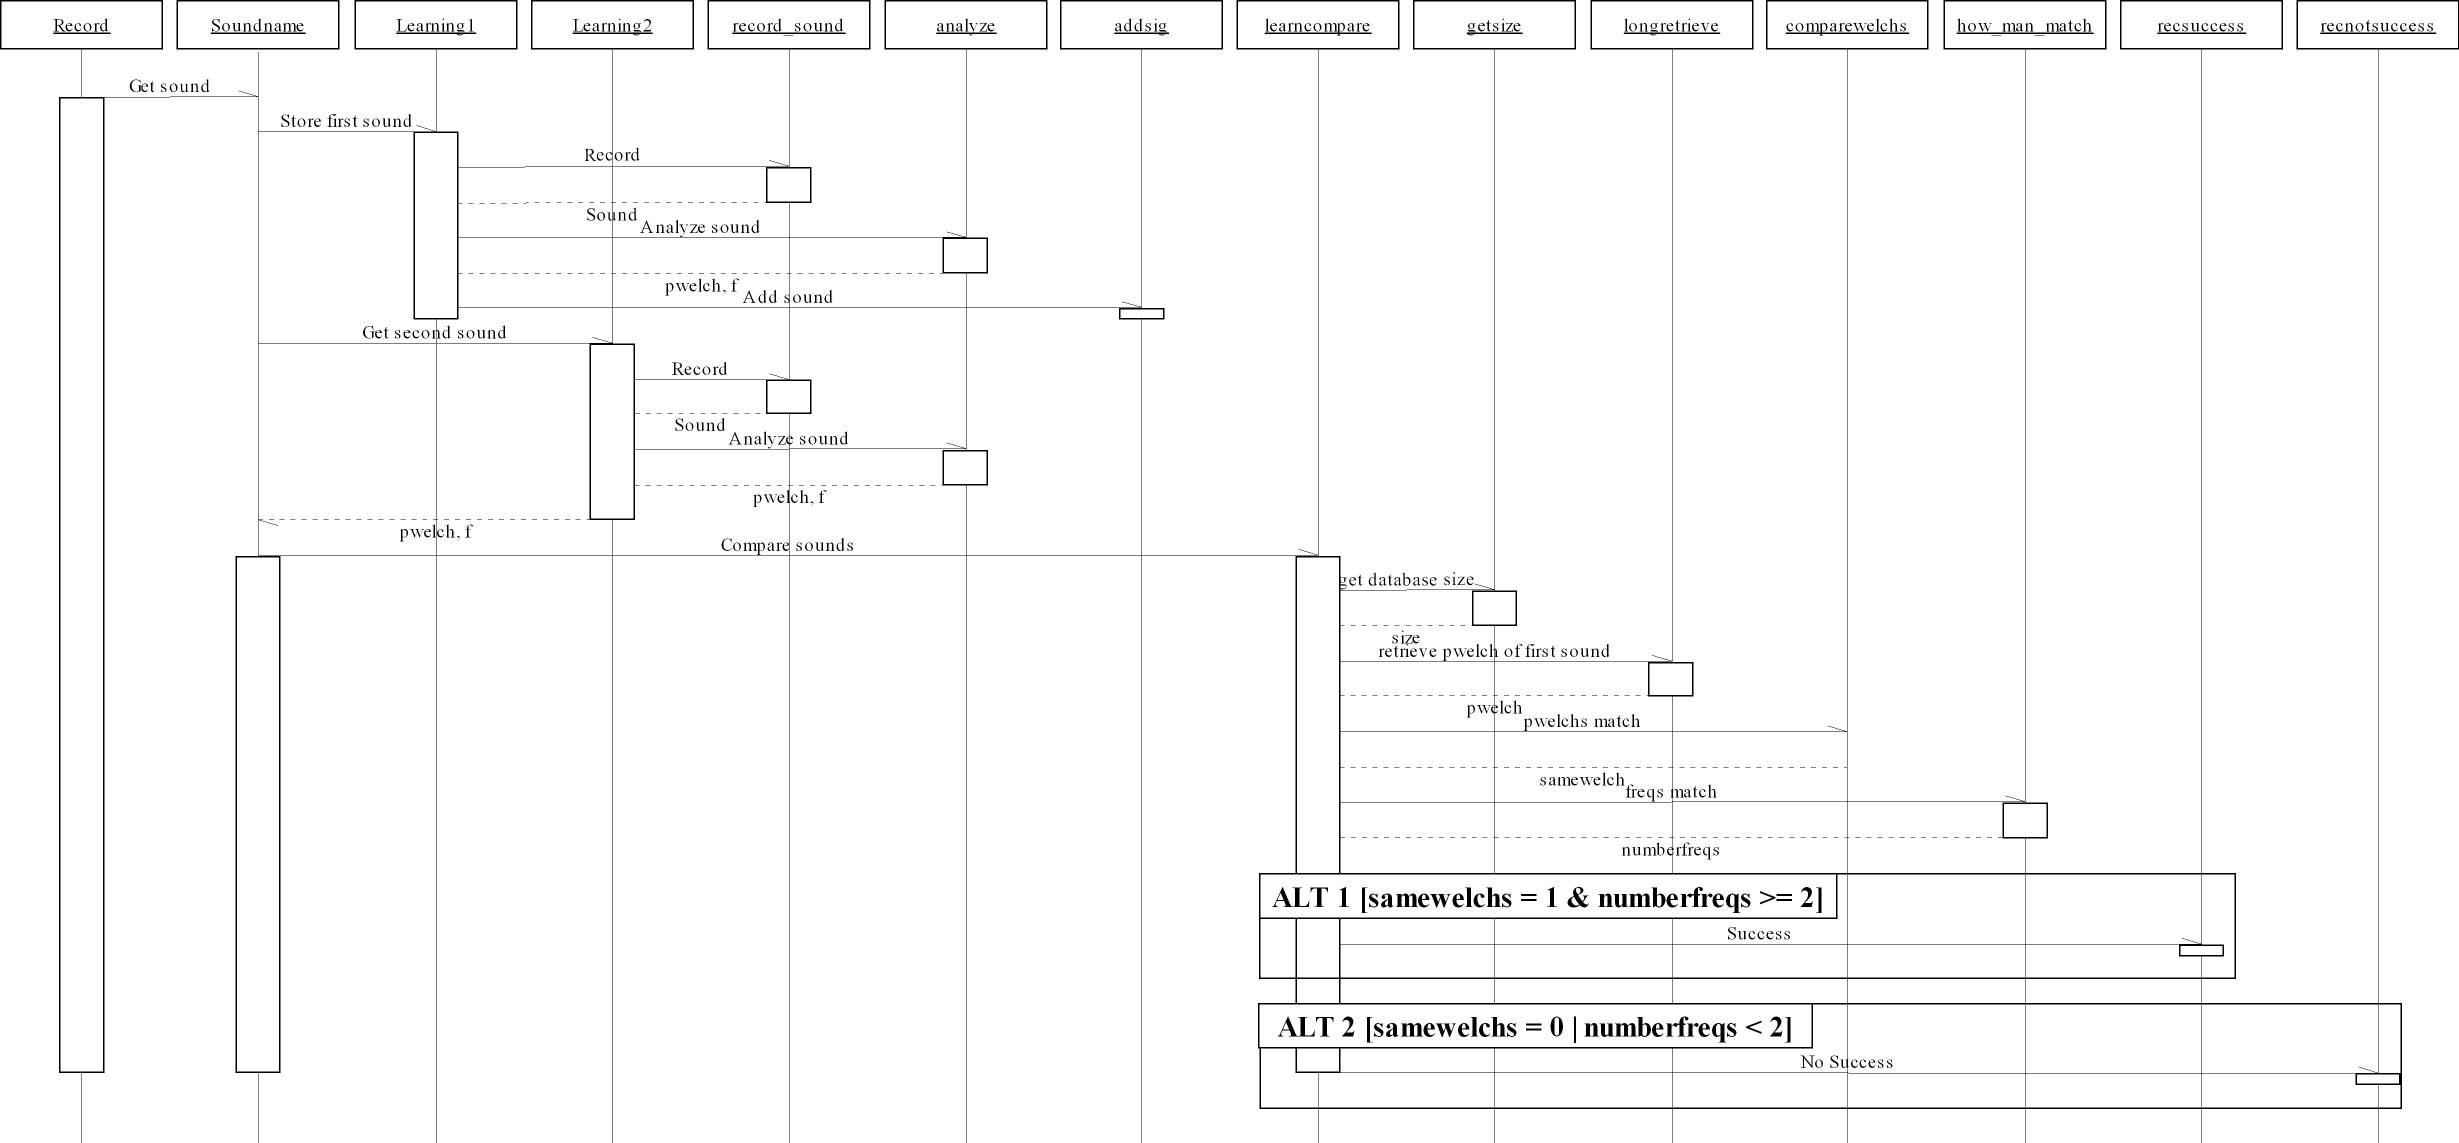 Record
Soundname
Learning1
Learning2
record_sound
analyze
addsig
learncompare
getsize
longretrieve
comparewelchs
how_man_match
recsuccess
recnotsuccess
Get sound
Store first sound
Record
Sound
Analyze sound
pwelch, f
Add sound
Get second sound
Record
Sound
Analyze sound
pwelch, f
pwelch, f
Compare sounds
get database size
size
retrieve pwelch of first sound
pwelch
pwelchs match
samewelch
freqs match
numberfreqs
ALT 1 [samewelchs = 1 & numberfreqs >= 2]
Success
ALT 2 [samewelchs = 0 | numberfreqs < 2]
No Success